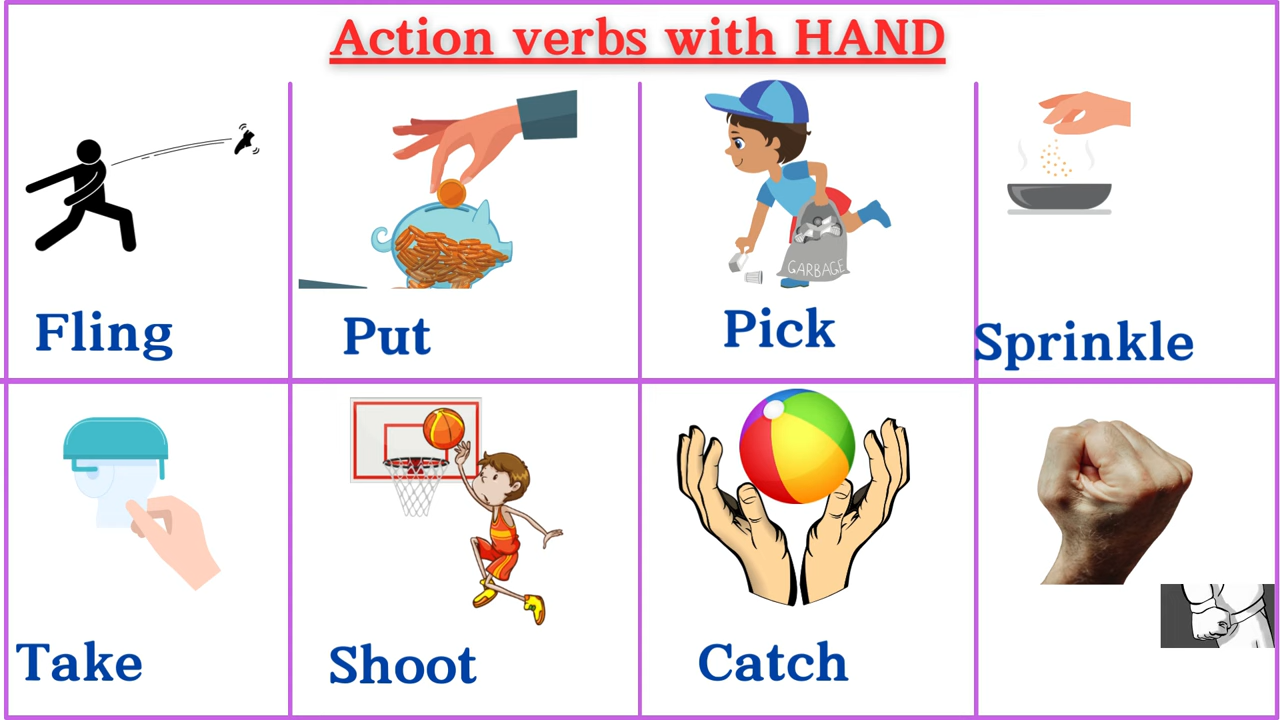 Action verbs with HAND
GARBAGE
Fling
Put
Pick
Sprinkle
Take
Shoot
Catch